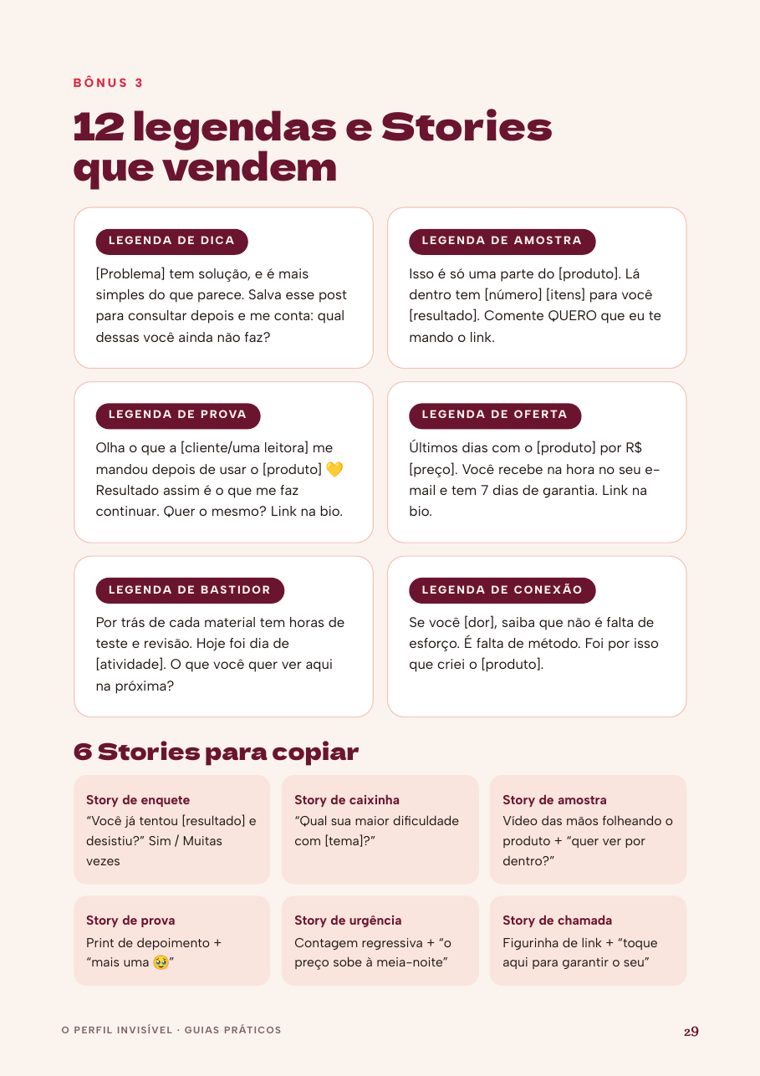 BÔNUS 3
12 legendas e Stories
que vendem
LEGENDA DE DICA
[Problema] tem solução, e é mais
simples do que parece. Salva esse post
para consultar depois e me conta: qual
dessas você ainda não faz?
LEGENDA DE AMOSTRA
Isso é só uma parte do [produto]. Lá
dentro tem [número] [itens] para você
[resultado]. Comente QUERO que eu te
mando o link.
LEGENDA DE PROVA
Olha o que a [cliente/uma leitora] me
mandou depois de usar o [produto] 💛
Resultado assim é o que me faz
continuar. Quer o mesmo? Link na bio.
LEGENDA DE OFERTA
Últimos dias com o [produto] por R$
[preço]. Você recebe na hora no seu e-
mail e tem 7 dias de garantia. Link na
bio.
LEGENDA DE BASTIDOR
Por trás de cada material tem horas de
teste e revisão. Hoje foi dia de
[atividade]. O que você quer ver aqui
na próxima?
LEGENDA DE CONEXÃO
Se você [dor], saiba que não é falta de
esforço. É falta de método. Foi por isso
que criei o [produto].
6 Stories para copiar
Story de enquete
“Você já tentou [resultado] e
desistiu?” Sim / Muitas
vezes
Story de caixinha
“Qual sua maior dificuldade
com [tema]?”
Story de amostra
Vídeo das mãos folheando o
produto + “quer ver por
dentro?”
Story de prova
Print de depoimento +
“mais uma 🥹”
Story de urgência
Contagem regressiva + “o
preço sobe à meia-noite”
Story de chamada
Figurinha de link + “toque
aqui para garantir o seu”
O PERFIL INVISÍVEL · GUIAS PRÁTICOS
29